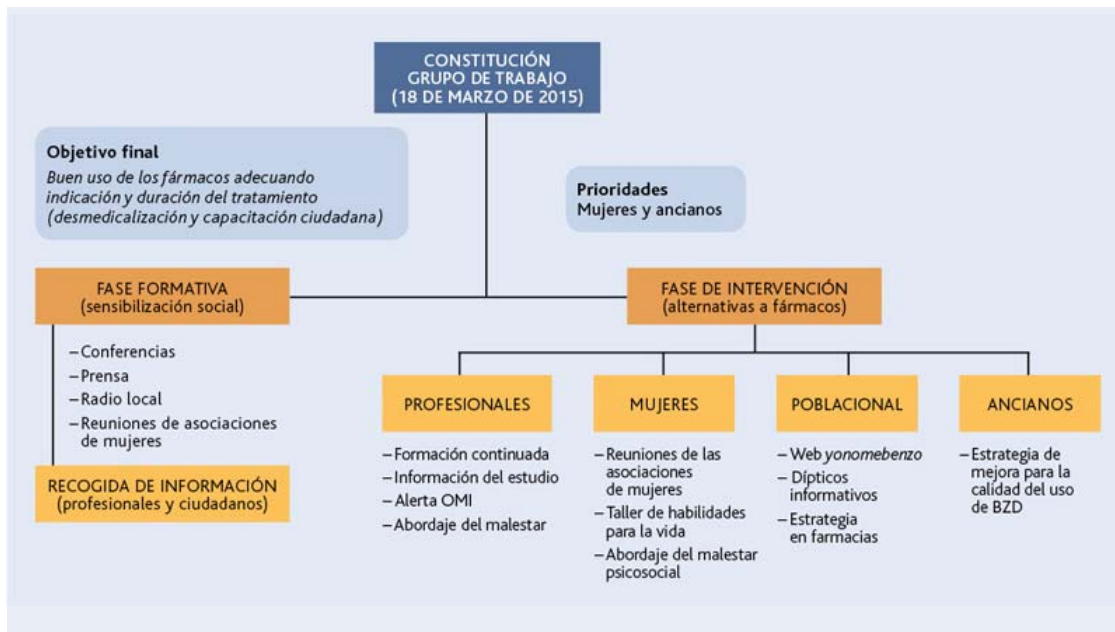 CONSTITUCIÓN
GRUPO DE TRABAJO
(18 DE MARZO DE 2015)
Objetivo final
Buen uso de los fármacos adecuando
indicación y duración del tratamiento
(desmedicalización y capacitación ciudadana)
Prioridades
Mujeres y ancianos
FASE FORMATIVA
(sensibilización social)
– Conferencias
– Prensa
– Radio local
– Reuniones de asociaciones
de mujeres
RECOGIDA DE INFORMACIÓN
(profesionales y ciudadanos)
FASE DE INTERVENCIÓN
(alternativas a fármacos)
PROFESIONALES
– Formación continuada
– Información del estudio
– Alerta OMI
– Abordaje del malestar
MUJERES
– Reuniones de las
asociaciones
de mujeres
– Taller de habilidades
para la vida
– Abordaje del malestar
psicosocial
POBLACIONAL
– Web yonomebenzo
– Dípticos
informativos
– Estrategia
en farmacias
ANCIANOS
– Estrategia de
mejora para la
calidad del uso
de BZD